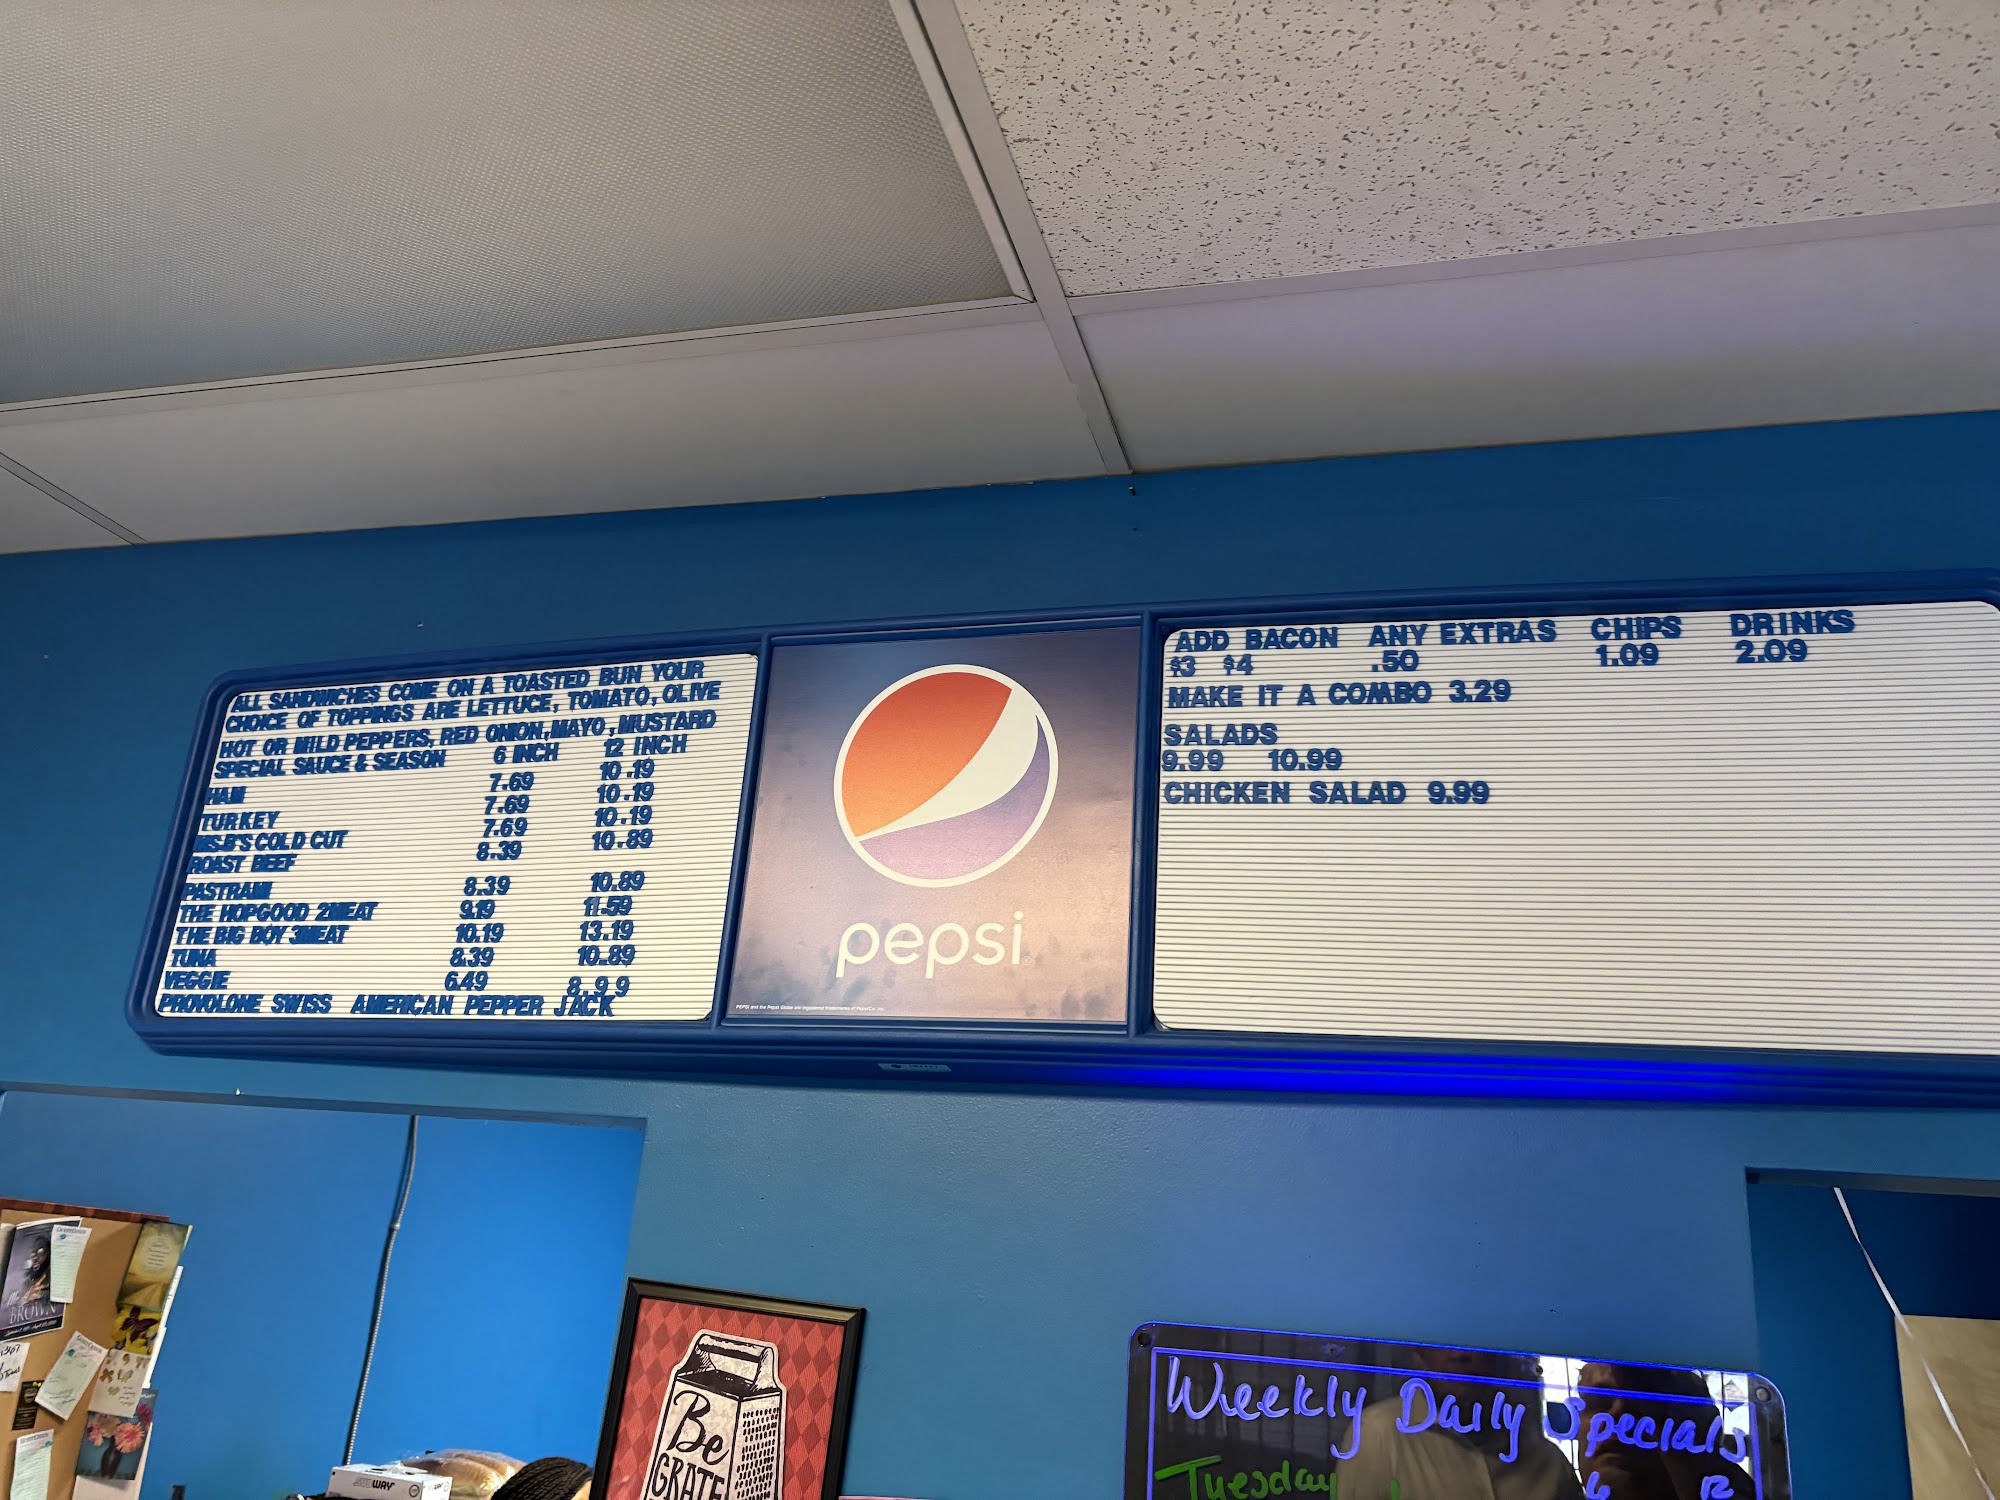 ALL SANDWICHES COME ON A TOASTED BUN YOUR
CHOICE OF TOPPINGS ARE LETTUCE, TOMATO, OLIVE
HOT OR MILD PEPPERS, RED ONION, MAYO, MUSTARD
SPECIAL SAUCE & SEASON 6 INCH 12 INCH
HAM 7.69 10.19
TURKEY 7.69 10.19
MS.B'S COLD CUT 7.69 10.19
ROAST BEEF 8.39 10.89
PASTRAMI 8.39 10.89
THE HOPGOOD 2MEAT 9.19 11.59
THE BIG BOY 3MEAT 10.19 13.19
TUNA 8.39 10.89
VEGGIE 6.49 8.99
PROVOLONE SWISS AMERICAN PEPPER JACK
pepsi
ADD BACON ANY EXTRAS CHIPS DRINKS
$3 $4 .50 1.09 2.09
MAKE IT A COMBO 3.29
SALADS
9.99 10.99
CHICKEN SALAD 9.99
BROWN
Be
GRATE
Weekly Daily Specials
Tuesday 6 12